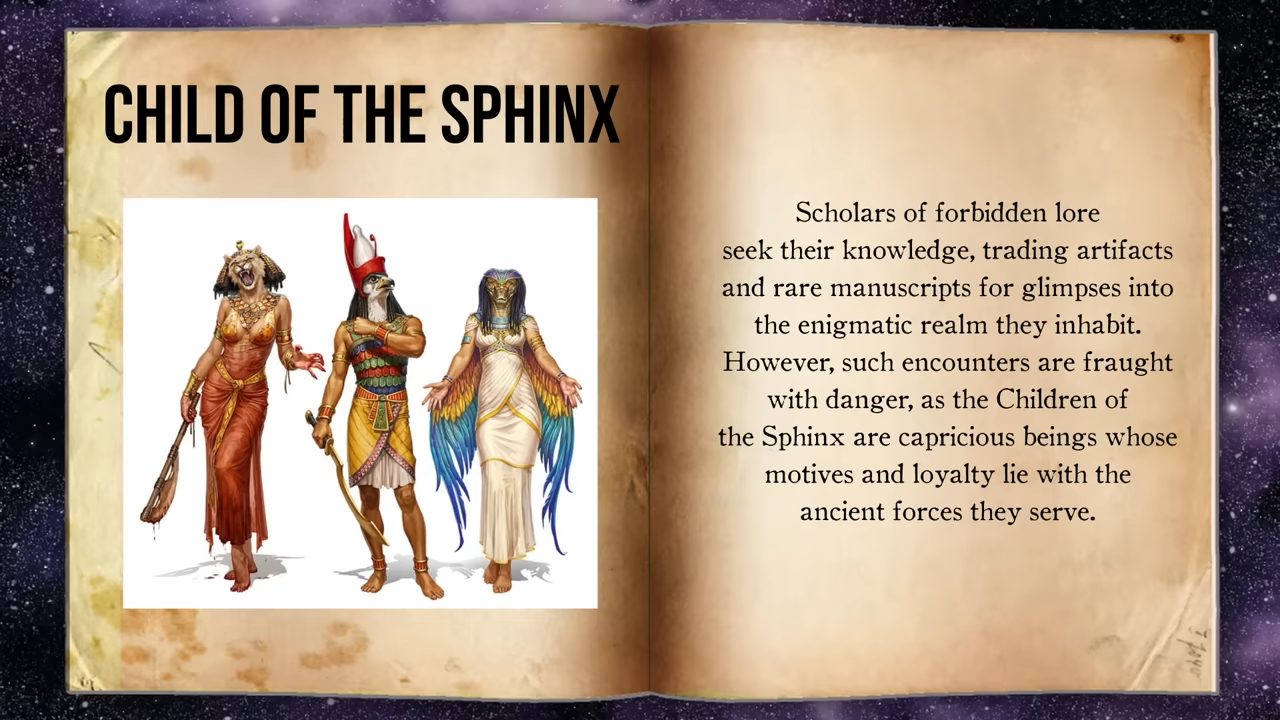 CHILD OF THE SPHINX
Scholars of forbidden lore
seek their knowledge, trading artifacts
and rare manuscripts for glimpses into
the enigmatic realm they inhabit.
However, such encounters are fraught
with danger, as the Children of
the Sphinx are capricious beings whose
motives and loyalty lie with the
ancient forces they serve.